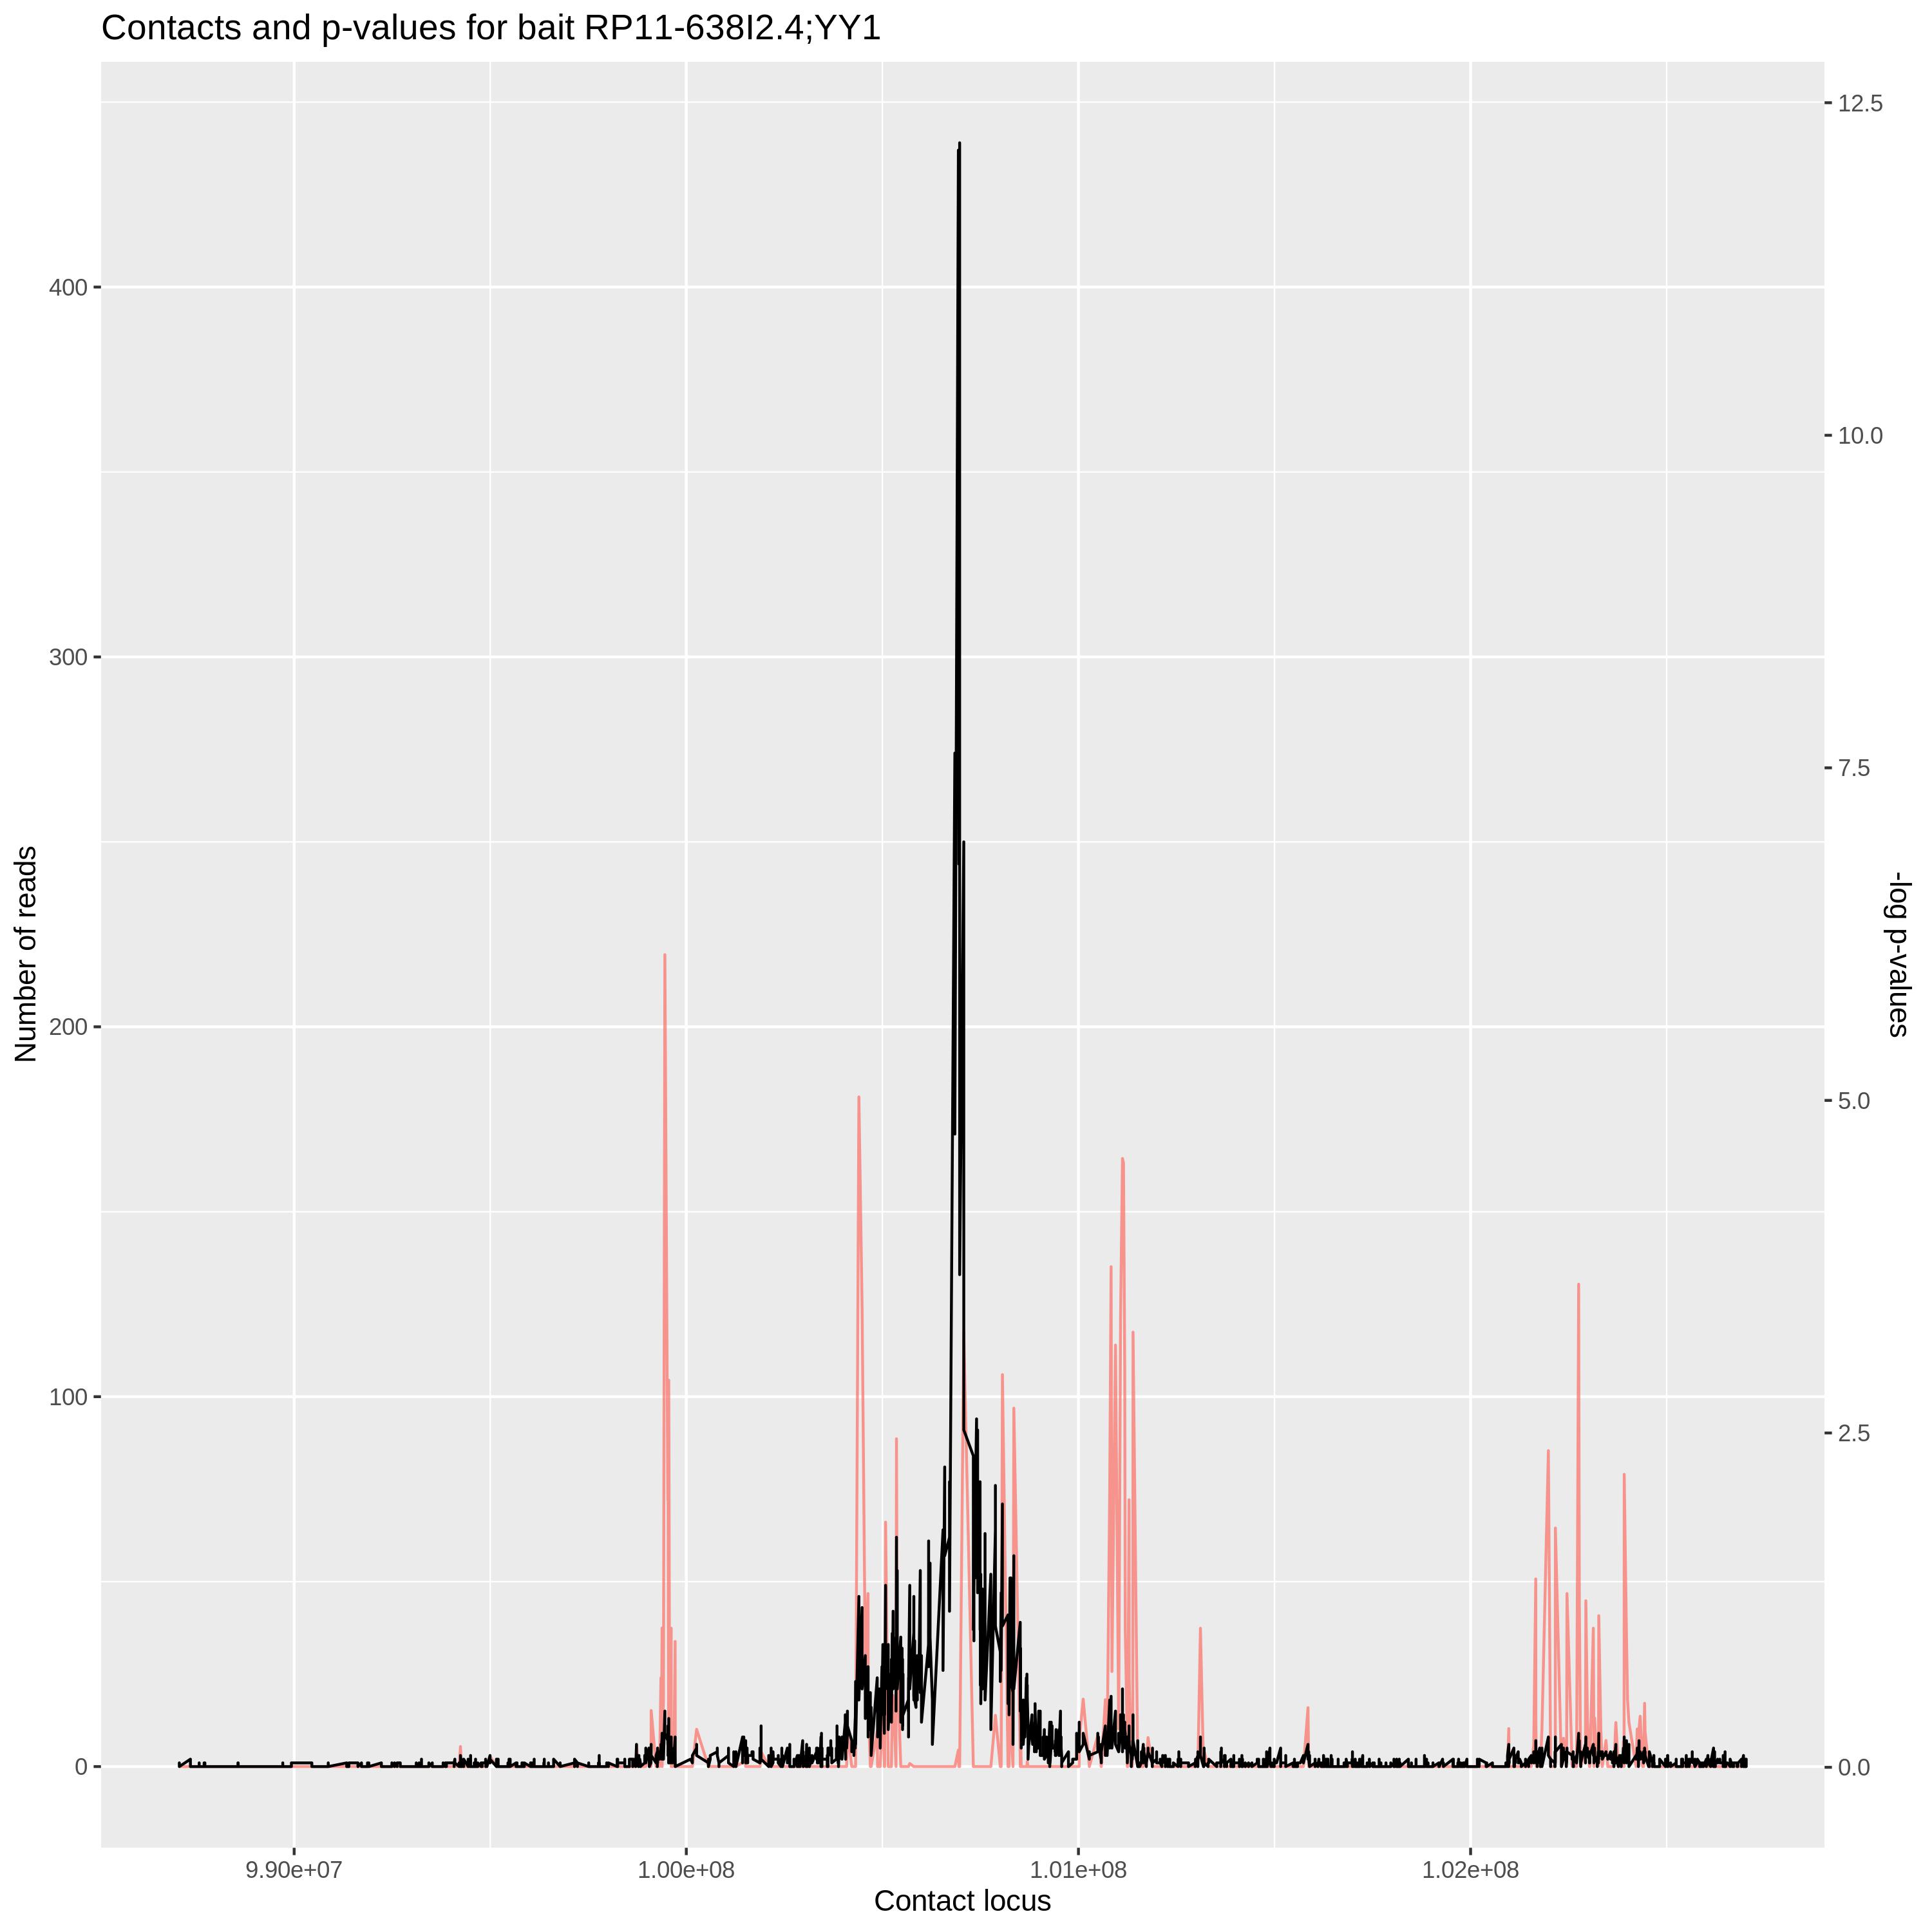 Contacts and p-values for bait RP11-638I2.4;YY1
12.5
400
10.0
300
7.5
Number of reads
-log p-values
200
5.0
100
2.5
0
0.0
9.90e+07 1.00e+08 1.01e+08 1.02e+08
Contact locus